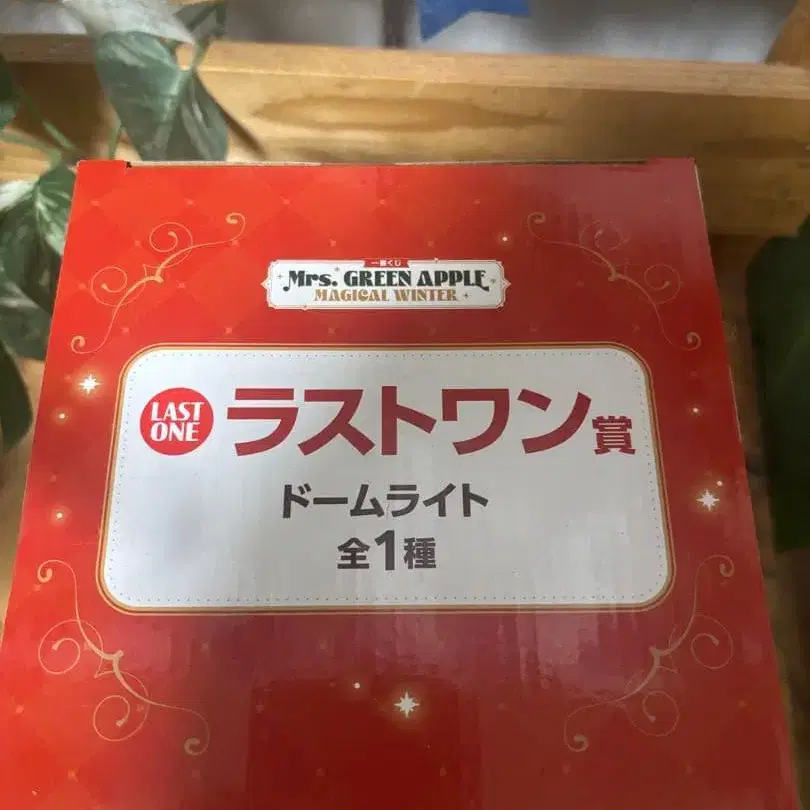 一番くじ
Mrs. GREEN APPLE
MAGICAL WINTER
LAST
ONE
ラストワン賞
ドームライト
全1種